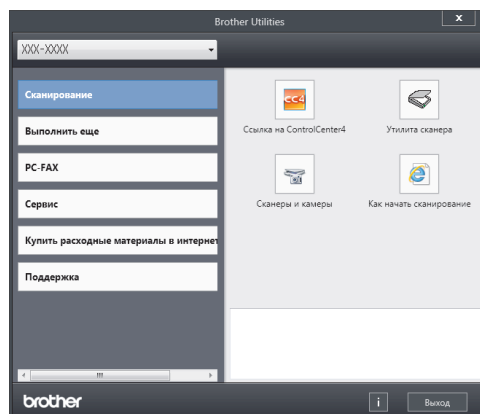 Brother Utilities
X
XXX-XXXX
Сканирование
Выполнить еще
PC-FAX
Сервис
Купить расходные материалы в интернет
Поддержка
CC4
Ссылка на ControlCenter4
Утилита сканера
Сканеры и камеры
Как начать сканирование
brother
i
Выход